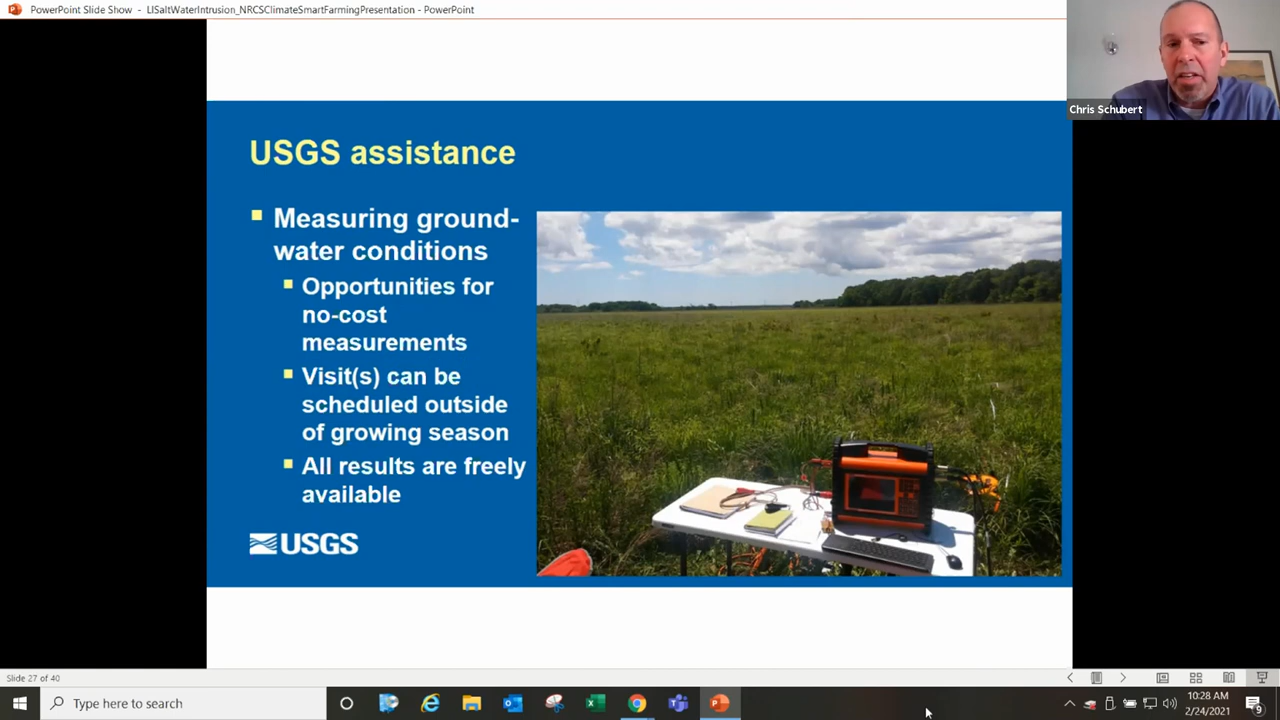 PowerPoint Slide Show - LISaltWaterIntrusion_NRCSClimateSmartFarmingPresentation - PowerPoint
Chris Schubert
USGS assistance
Measuring ground-
water conditions
Opportunities for
no-cost
measurements
Visit(s) can be
scheduled outside
of growing season
All results are freely
available
USGS
Slide 27 of 40
Type here to search
10:28 AM
2/24/2021
9